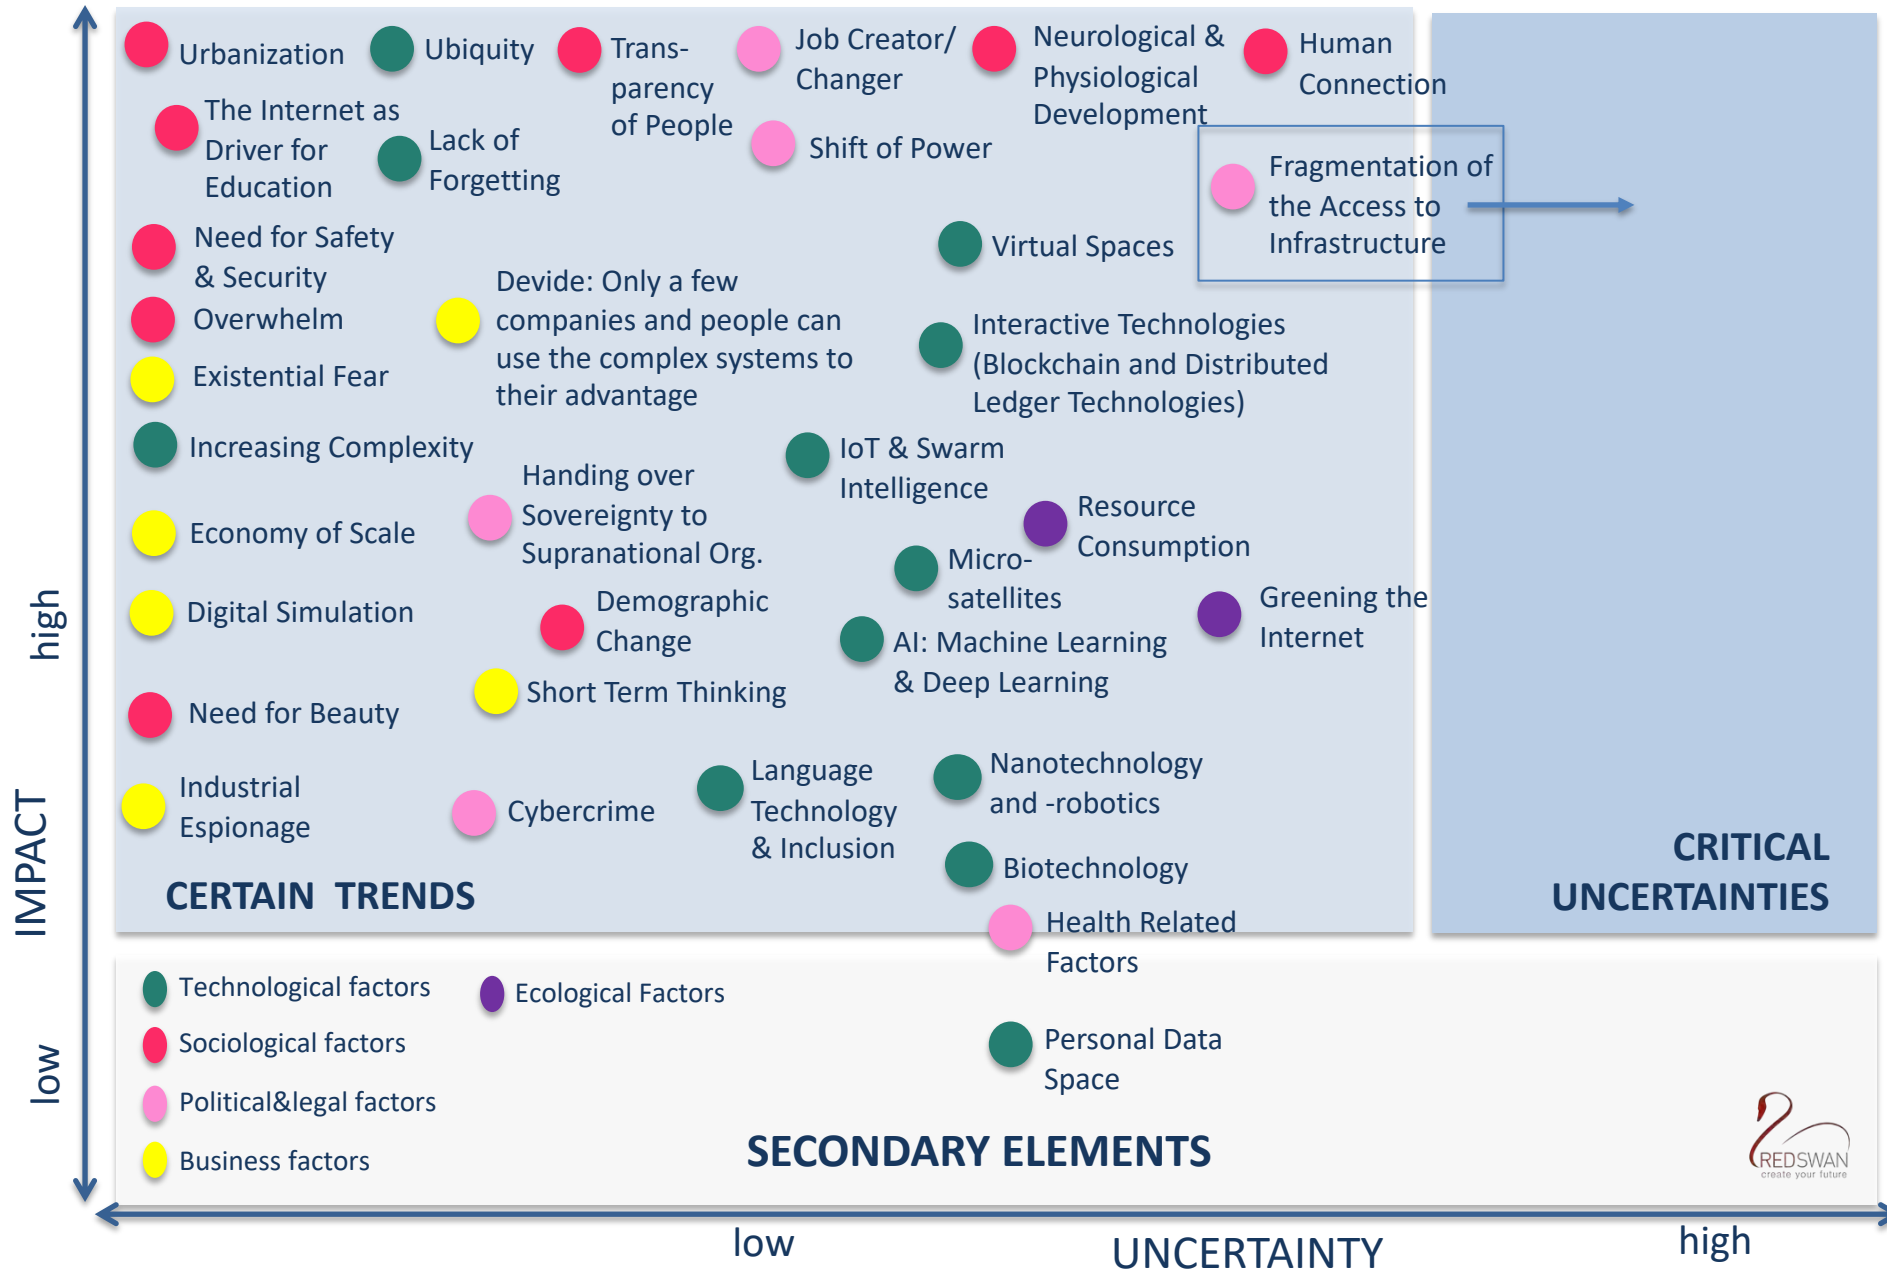 Urbanization
Ubiquity
Trans-
parency
of People
Job Creator/
Changer
Neurological &
Physiological
Development
Human
Connection
The Internet as
Driver for
Education
Lack of
Forgetting
Shift of Power
Fragmentation of
the Access to
Infrastructure
Need for Safety
& Security
Virtual Spaces
Overwhelm
Devide: Only a few
companies and people can
use the complex systems to
their advantage
Interactive Technologies
(Blockchain and Distributed
Ledger Technologies)
Existential Fear
Increasing Complexity
IoT & Swarm
Intelligence
Handing over
Sovereignty to
Supranational Org.
Resource
Consumption
Economy of Scale
Micro-
satellites
Digital Simulation
Demographic
Change
Greening the
Internet
AI: Machine Learning
& Deep Learning
Short Term Thinking
Need for Beauty
Industrial
Espionage
Cybercrime
Language
Technology
& Inclusion
Nanotechnology
and -robotics
Biotechnology
CERTAIN TRENDS
CRITICAL
UNCERTAINTIES
Health Related
Factors
high
IMPACT
low
Technological factors
Ecological Factors
Sociological factors
Political&legal factors
Business factors
Personal Data
Space
SECONDARY ELEMENTS
REDSWAN
create your future
low
UNCERTAINTY
high